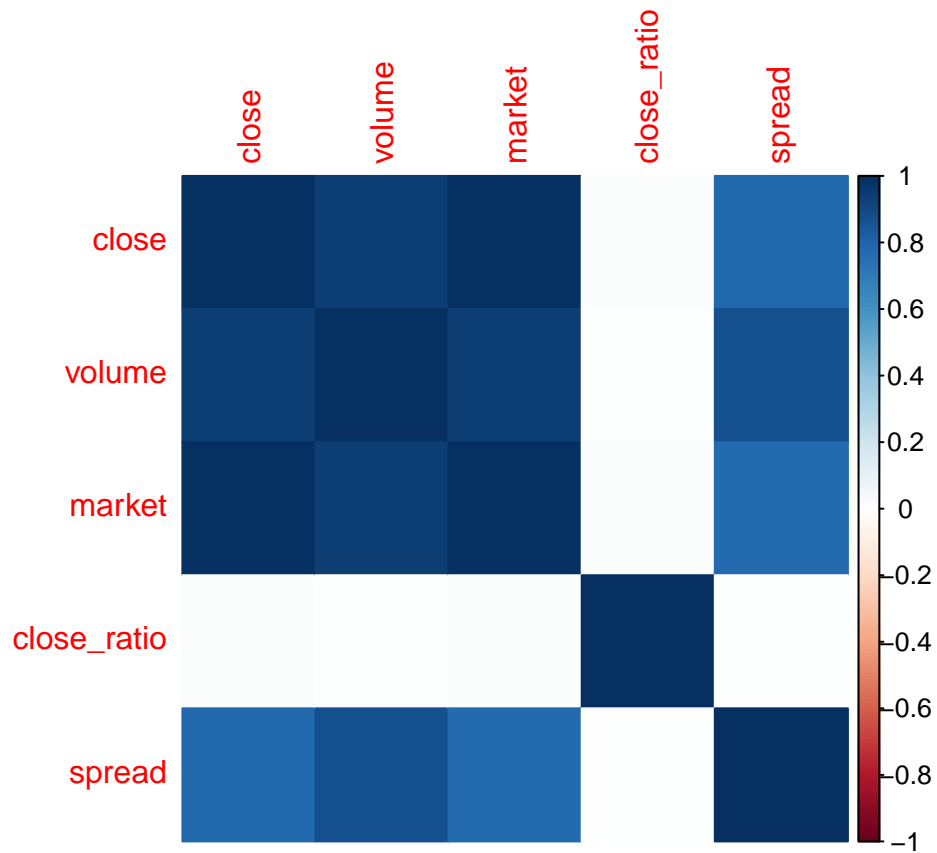 close
volume
market
close_ratio
spread
close
volume
market
close_ratio
spread
1
0.8
0.6
0.4
0.2
0
−0.2
−0.4
−0.6
−0.8
−1